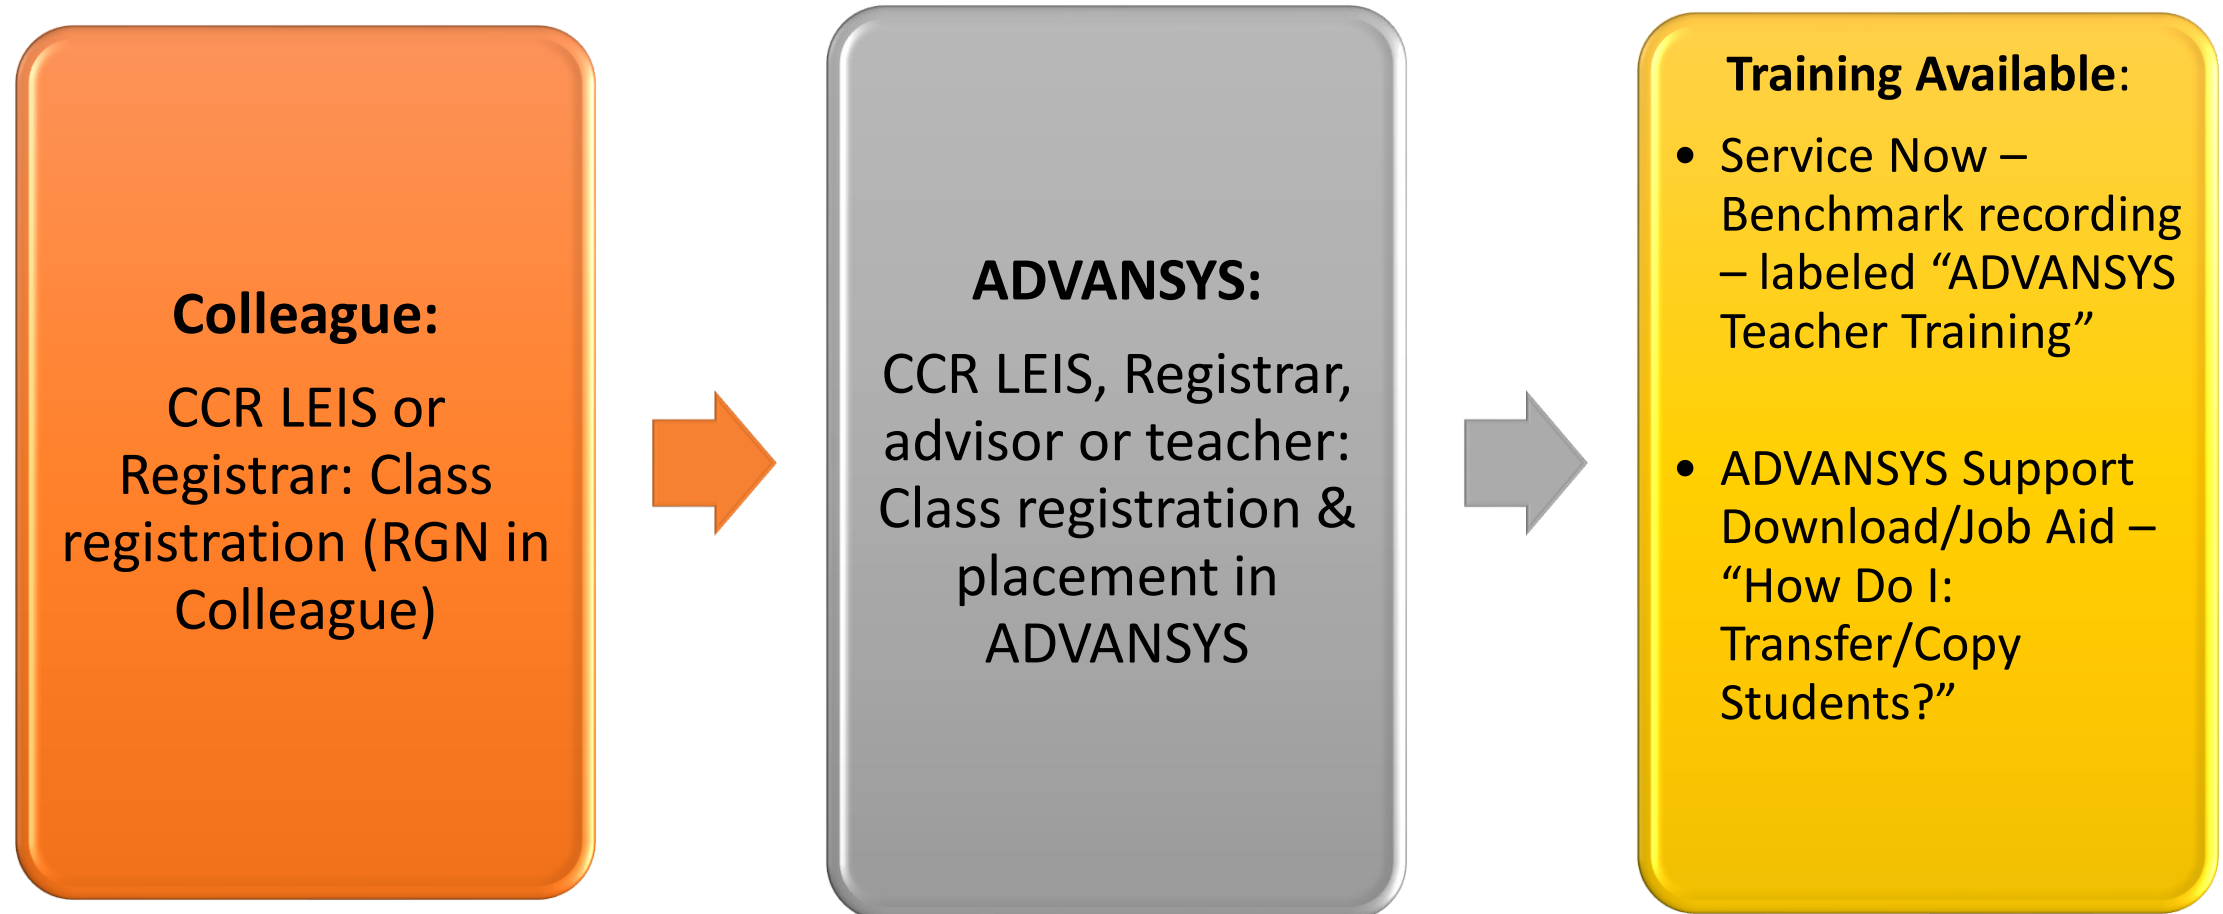 Colleague:
CCR LEIS or
Registrar: Class
registration (RGN in
Colleague)
ADVANSYS:
CCR LEIS, Registrar,
advisor or teacher:
Class registration &
placement in
ADVANSYS
Training Available:
• Service Now –
Benchmark recording
– labeled “ADVANSYS
Teacher Training”
• ADVANSYS Support
Download/Job Aid –
“How Do I:
Transfer/Copy
Students?”